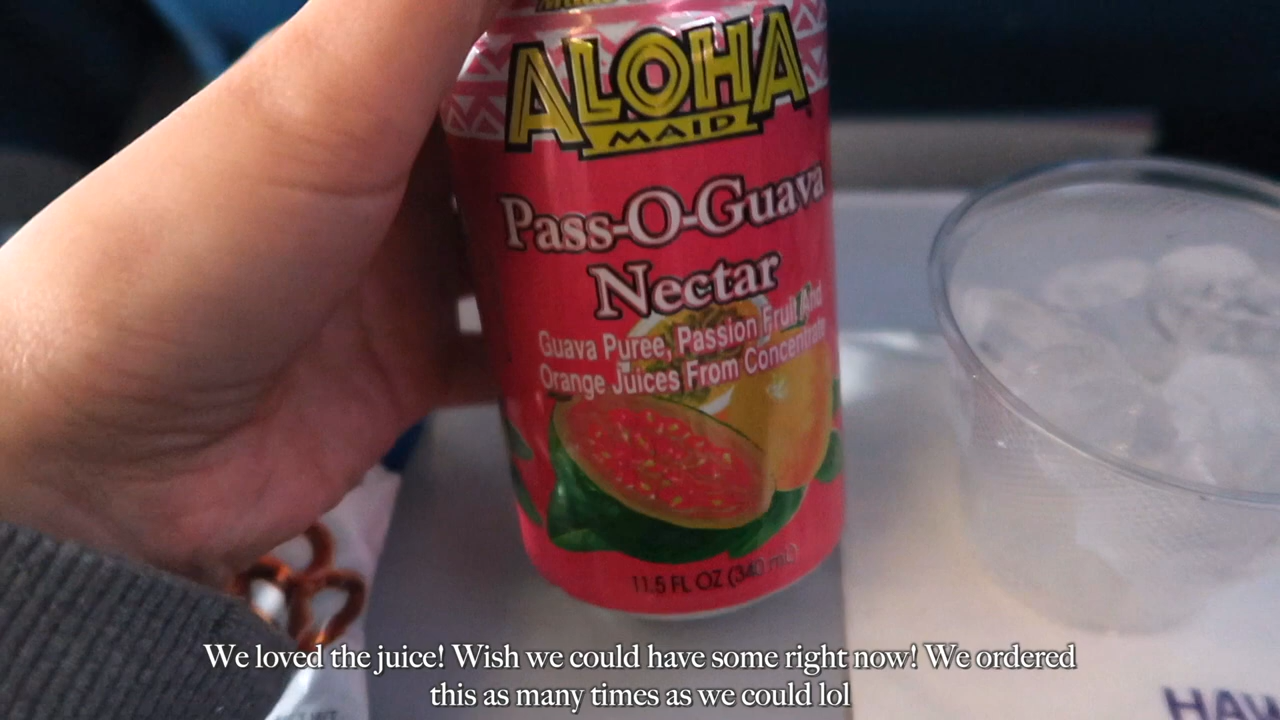 ALOHA
MAID
Pass-O-Guava
Nectar
Guava Puree, Passion Fruit And
Orange Juices From Concentrate
11.5 FL OZ (340 mL)
We loved the juice! Wish we could have some right now! We ordered
this as many times as we could lol
HAW